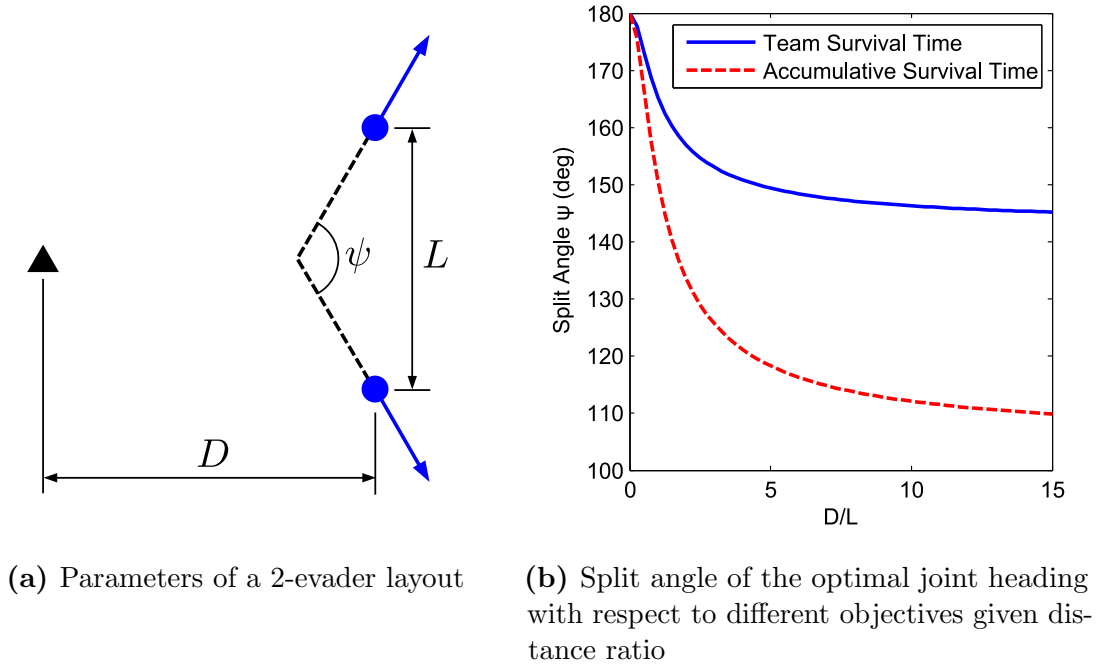 ψ
L
D
(a) Parameters of a 2-evader layout
Team Survival Time
Accumulative Survival Time
Split Angle ψ (deg)
180
170
160
150
140
130
120
110
100
0
5
10
15
D/L
(b) Split angle of the optimal joint heading
with respect to different objectives given dis-
tance ratio